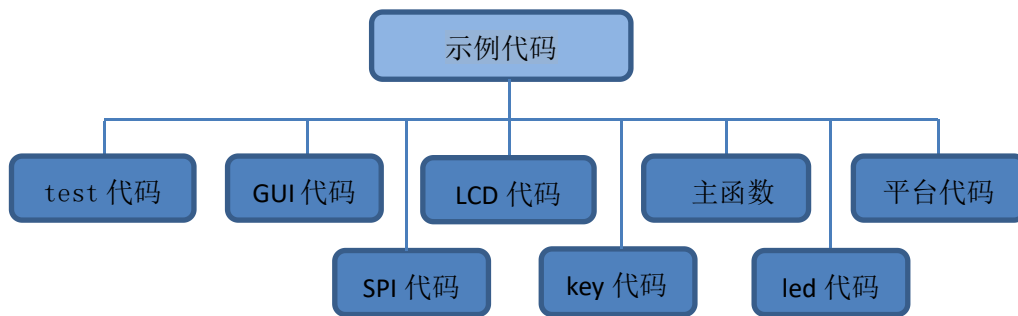 示例代码
test 代码
GUI 代码
LCD 代码
主函数
平台代码
SPI 代码
key 代码
led 代码